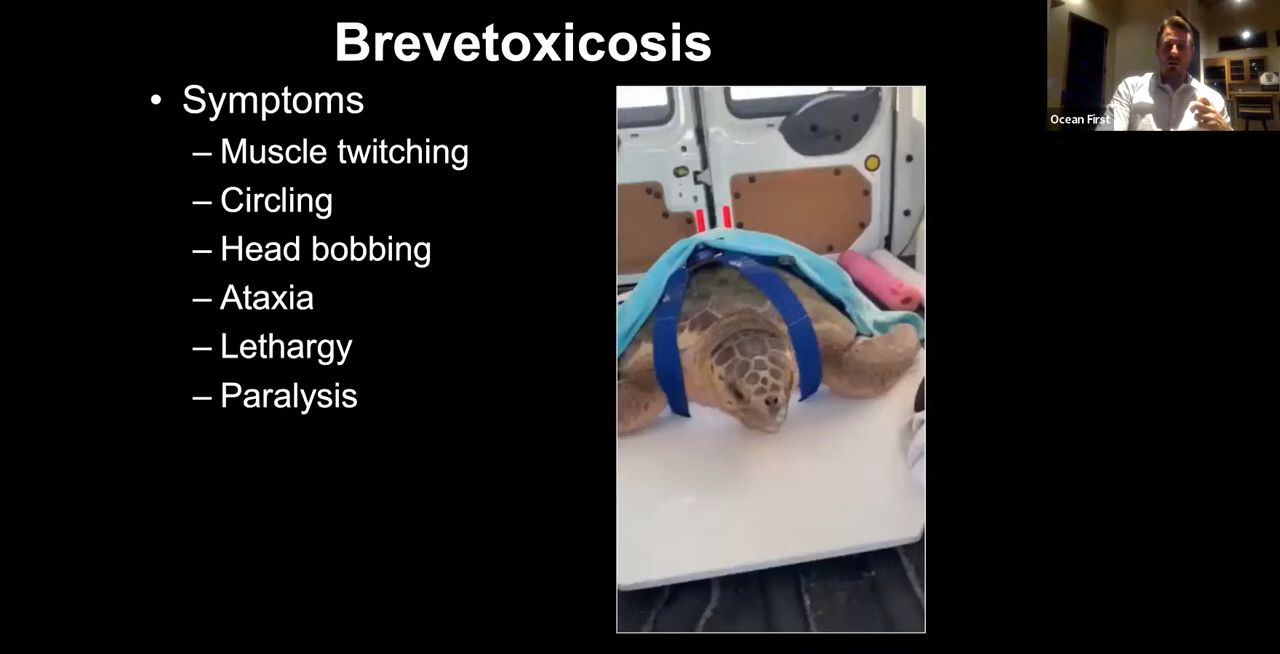 Brevetoxicosis
• Symptoms
– Muscle twitching
– Circling
– Head bobbing
– Ataxia
– Lethargy
– Paralysis
Ocean First